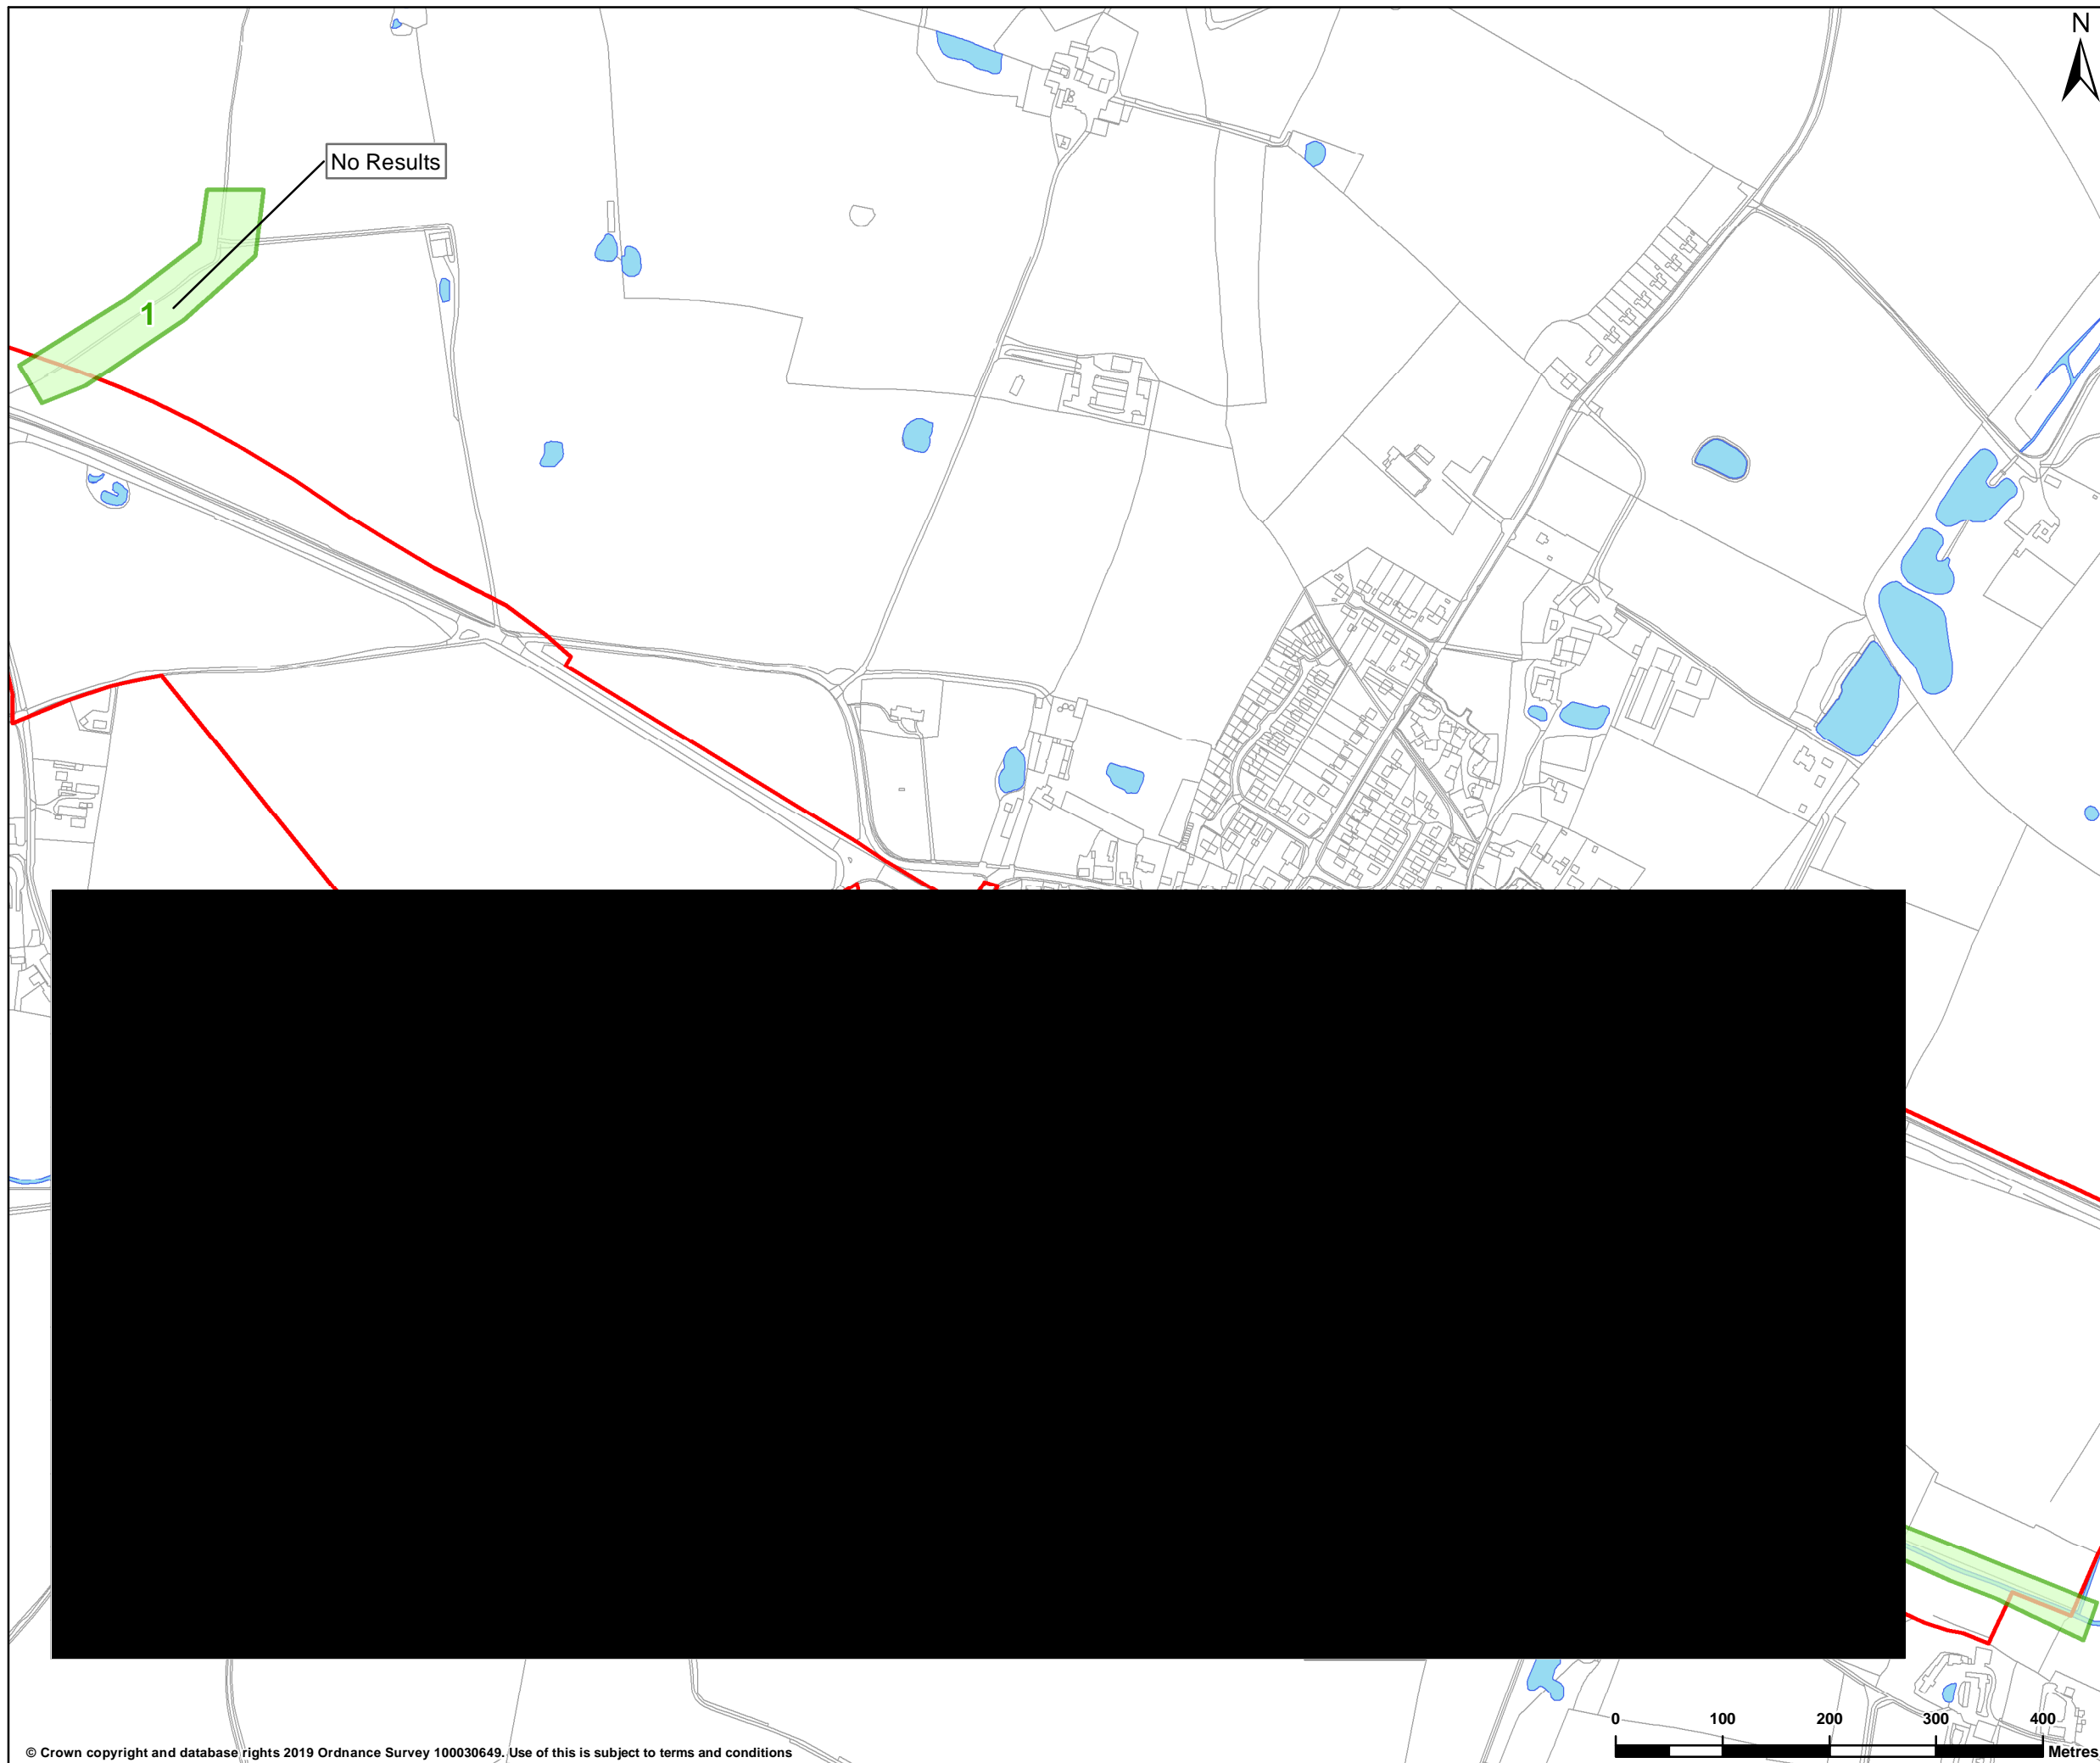 N
No Results
1
0 100 200 300 400
Metres
© Crown copyright and database rights 2019 Ordnance Survey 100030649. Use of this is subject to terms and conditions